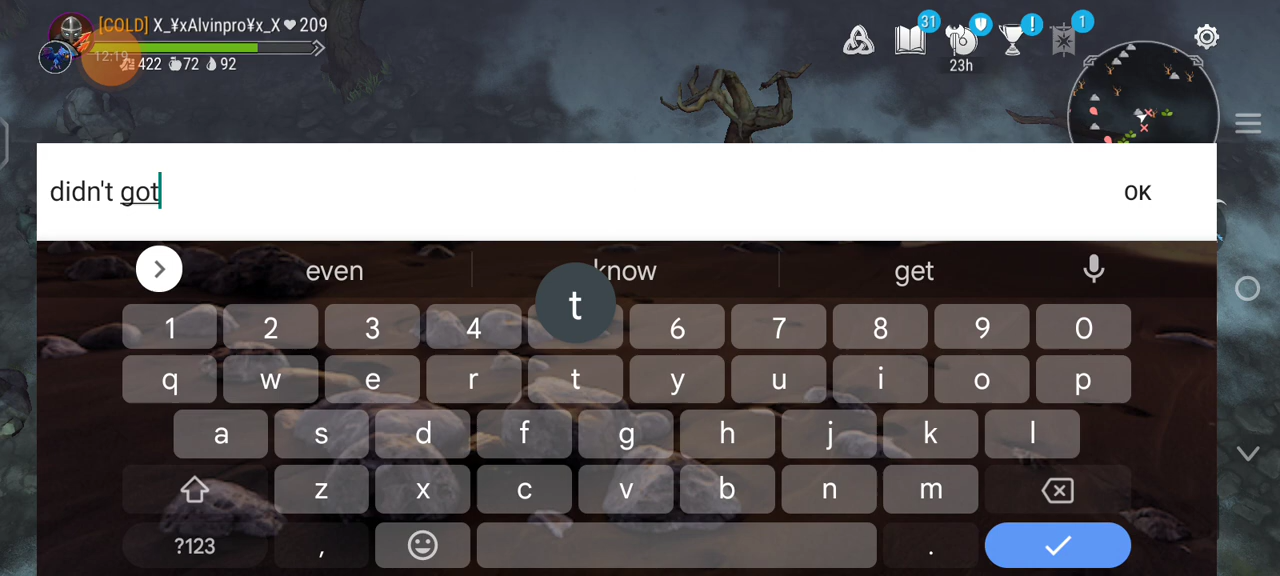 [COLD] X_¥xAlvinpro¥x_X ❤ 209
12:19
422 72 92
31
!
1
23h
didn't got
OK
even know get
t
1 2 3 4 6 7 8 9 0
q w e r t y u i o p
a s d f g h j k l
z x c v b n m
?123 , .